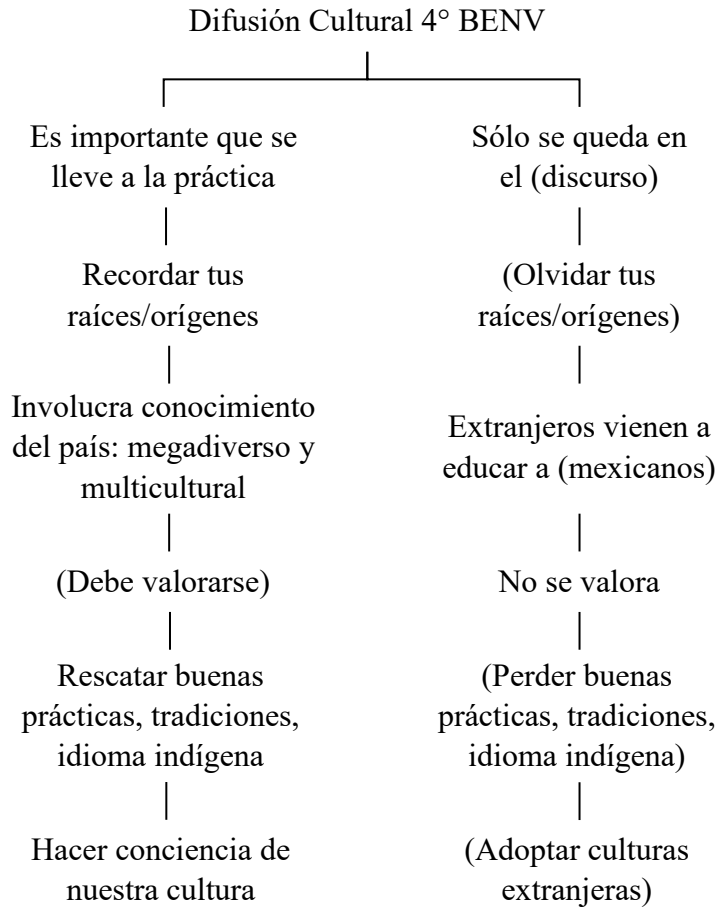 Difusión Cultural 4° BENV
Es importante que se
lleve a la práctica
Recordar tus
raíces/orígenes
Involucra conocimiento
del país: megadiverso y
multicultural
(Debe valorarse)
Rescatar buenas
prácticas, tradiciones,
idioma indígena
Hacer conciencia de
nuestra cultura
Sólo se queda en
el (discurso)
(Olvidar tus
raíces/orígenes)
Extranjeros vienen a
educar a (mexicanos)
No se valora
(Perder buenas
prácticas, tradiciones,
idioma indígena)
(Adoptar culturas
extranjeras)